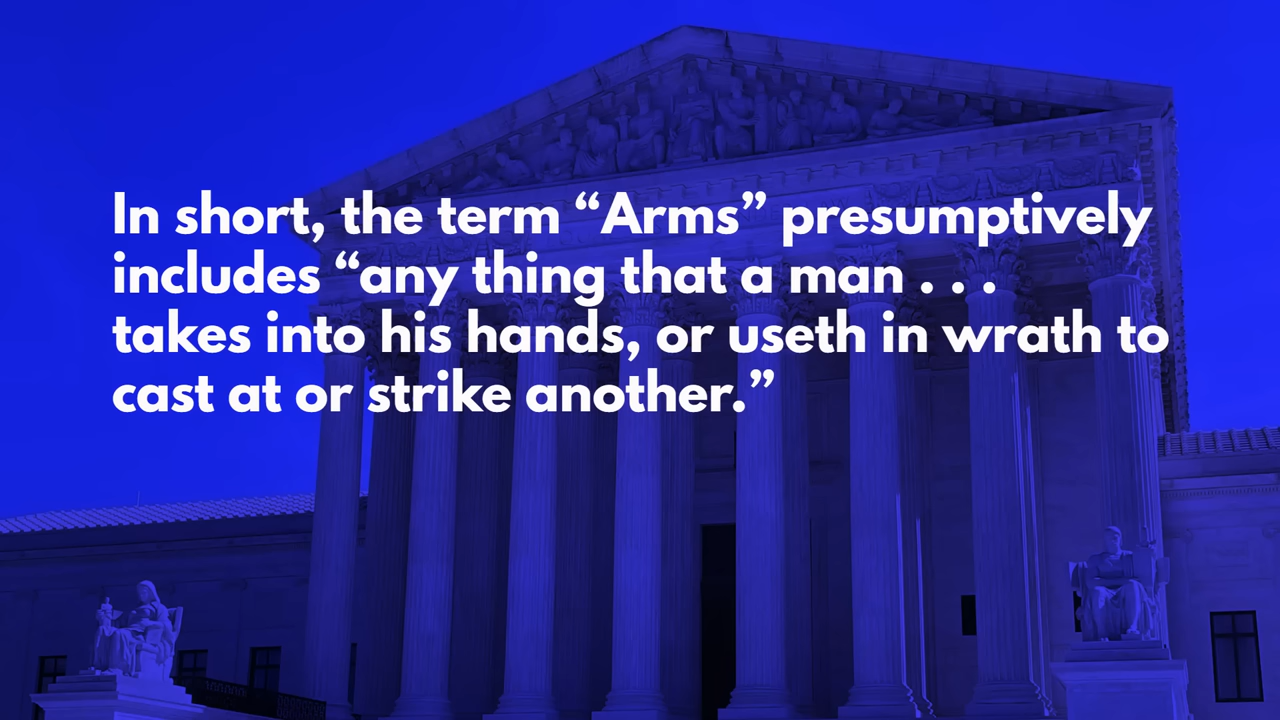 In short, the term “Arms” presumptively
includes “any thing that a man . . .
takes into his hands, or useth in wrath to
cast at or strike another.”